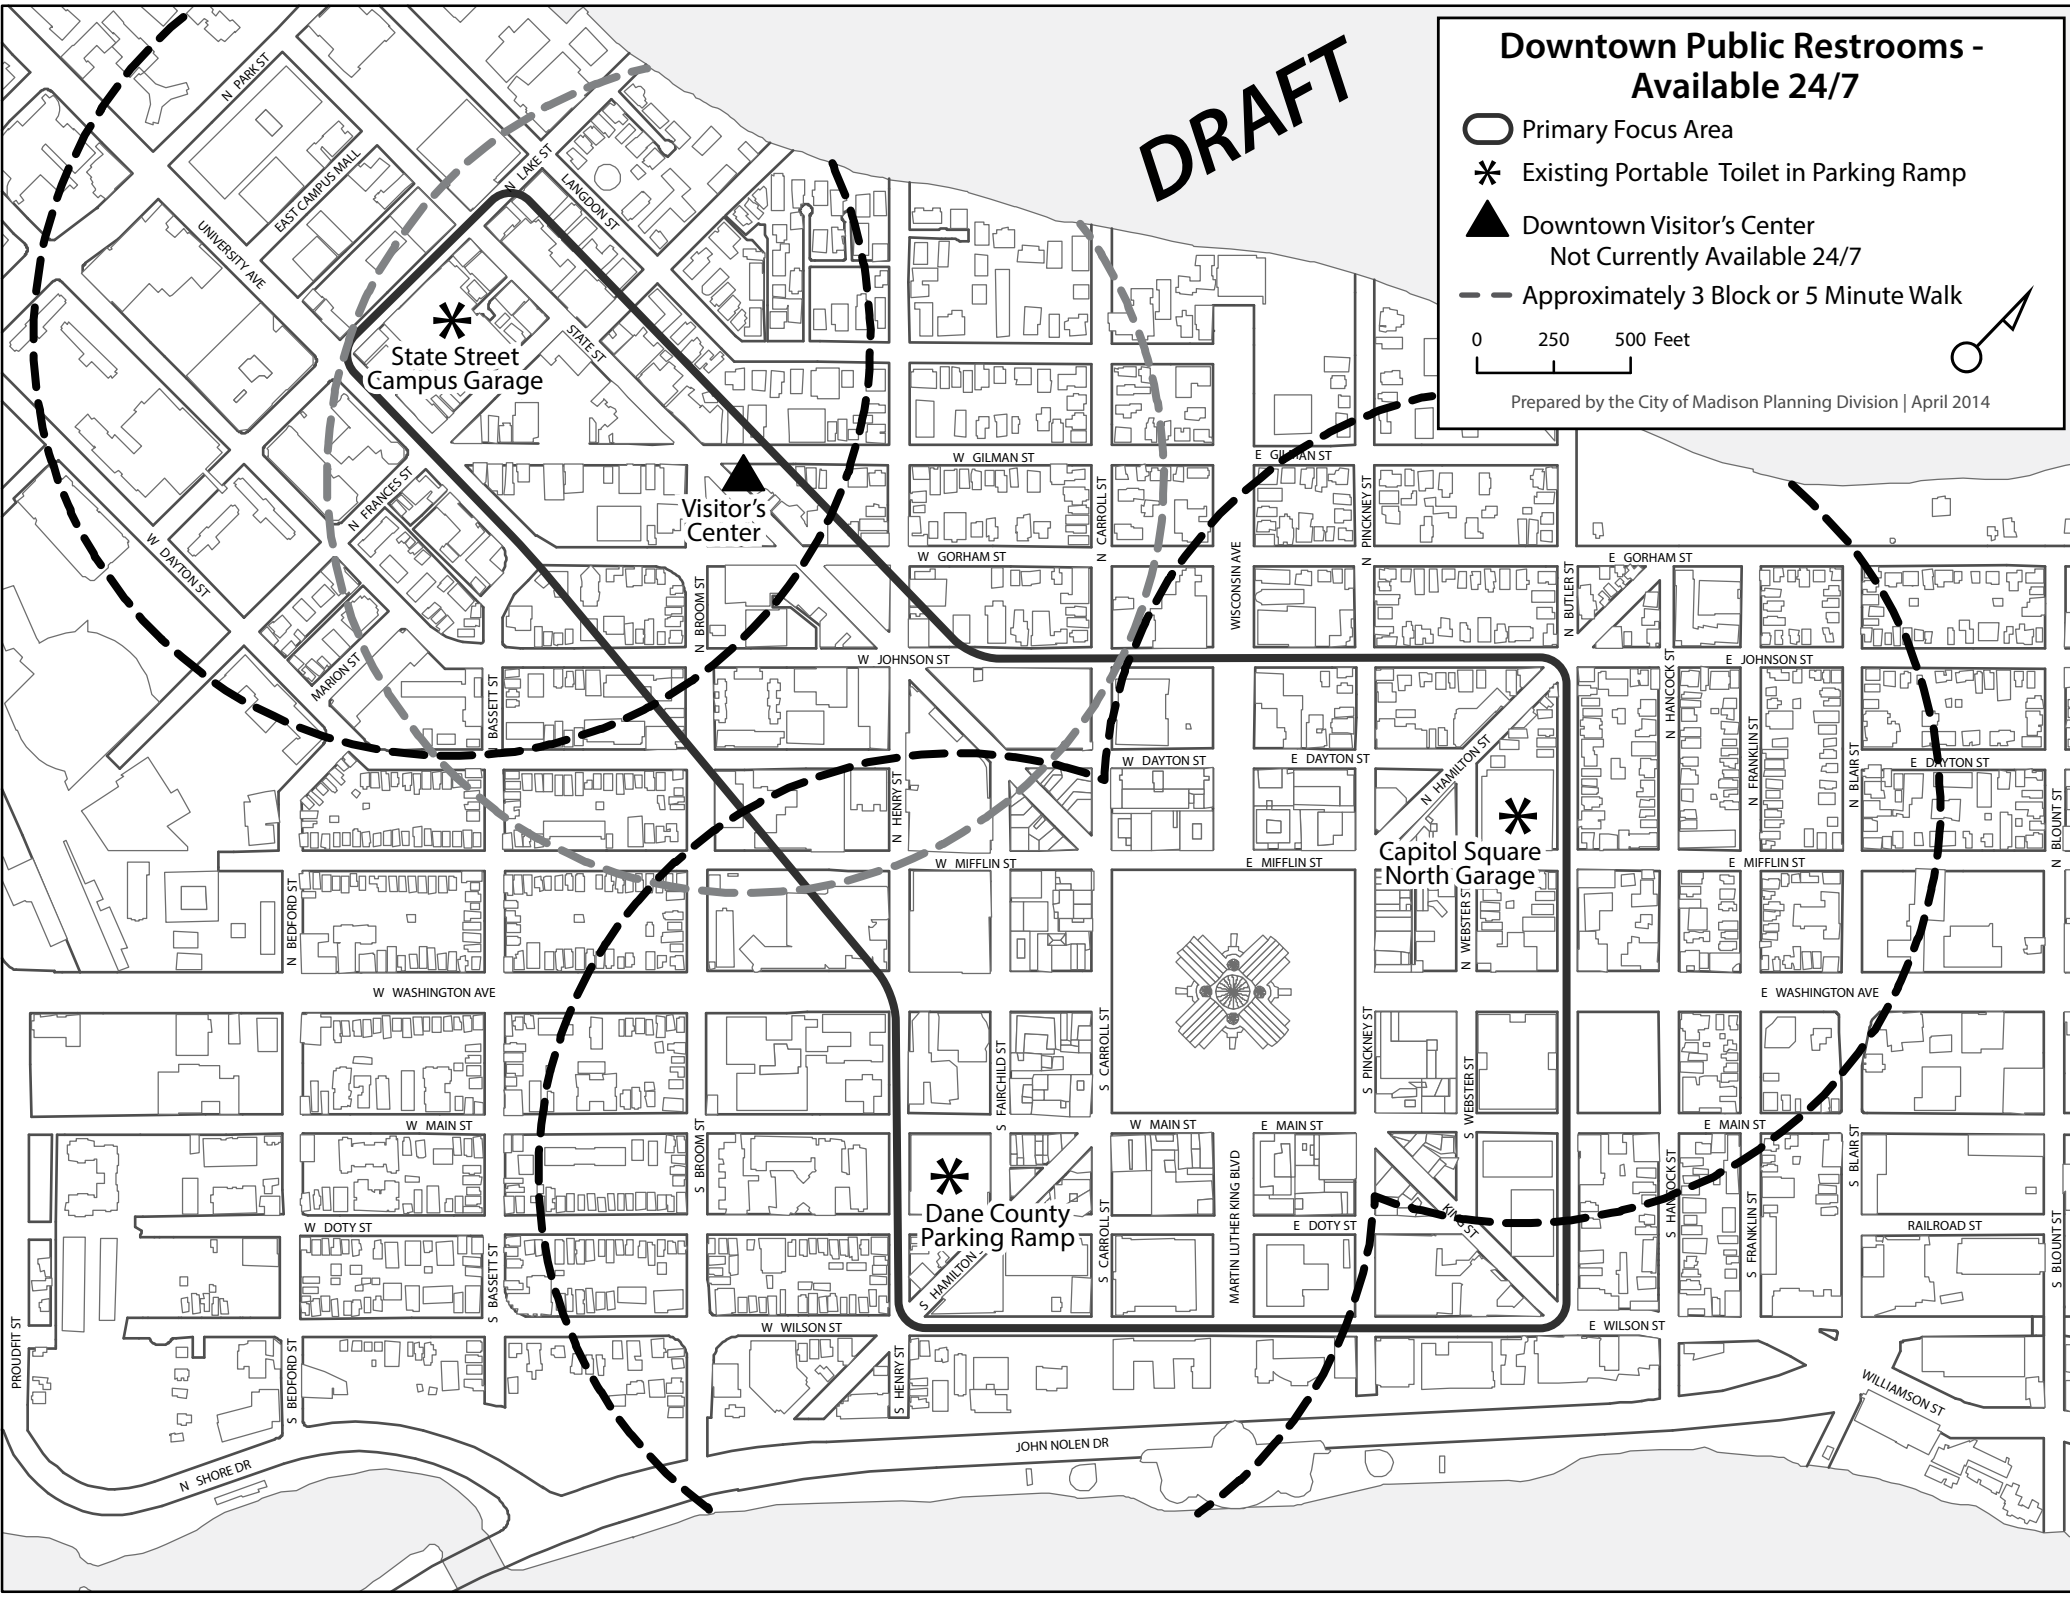 DRAFT
Downtown Public Restrooms -
Available 24/7
Primary Focus Area
Existing Portable Toilet in Parking Ramp
Downtown Visitor's Center
Not Currently Available 24/7
Approximately 3 Block or 5 Minute Walk
0 250 500 Feet
Prepared by the City of Madison Planning Division | April 2014
N PARK ST
EAST CAMPUS MALL
UNIVERSITY AVE
N LAKE ST
LANGDON ST
STATE ST
State Street
Campus Garage
Visitor's
Center
W GILMAN ST
E GILMAN ST
N FRANCES ST
W DAYTON ST
MARION ST
N CARROLL ST
N PINCKNEY ST
WISCONSIN AVE
W GORHAM ST
E GORHAM ST
N BROOM ST
N BUTLER ST
W JOHNSON ST
E JOHNSON ST
N BASSETT ST
N HANCOCK ST
N FRANKLIN ST
N BLAIR ST
N HAMILTON ST
W DAYTON ST
E DAYTON ST
E DAYTON ST
N HENRY ST
N BLOUNT ST
Capitol Square
North Garage
W MIFFLIN ST
E MIFFLIN ST
E MIFFLIN ST
N BEDFORD ST
N WEBSTER ST
W WASHINGTON AVE
E WASHINGTON AVE
S FAIRCHILD ST
S CARROLL ST
S PINCKNEY ST
S WEBSTER ST
W MAIN ST
W MAIN ST
E MAIN ST
E MAIN ST
S BROOM ST
MARTIN LUTHER KING BLVD
S HANCOCK ST
S FRANKLIN ST
S BLAIR ST
Dane County
Parking Ramp
W DOTY ST
E DOTY ST
KING ST
RAILROAD ST
S BASSETT ST
S HAMILTON
S CARROLL ST
S BLOUNT ST
W WILSON ST
E WILSON ST
PROUDFIT ST
S BEDFORD ST
S HENRY ST
WILLIAMSON ST
JOHN NOLEN DR
N SHORE DR